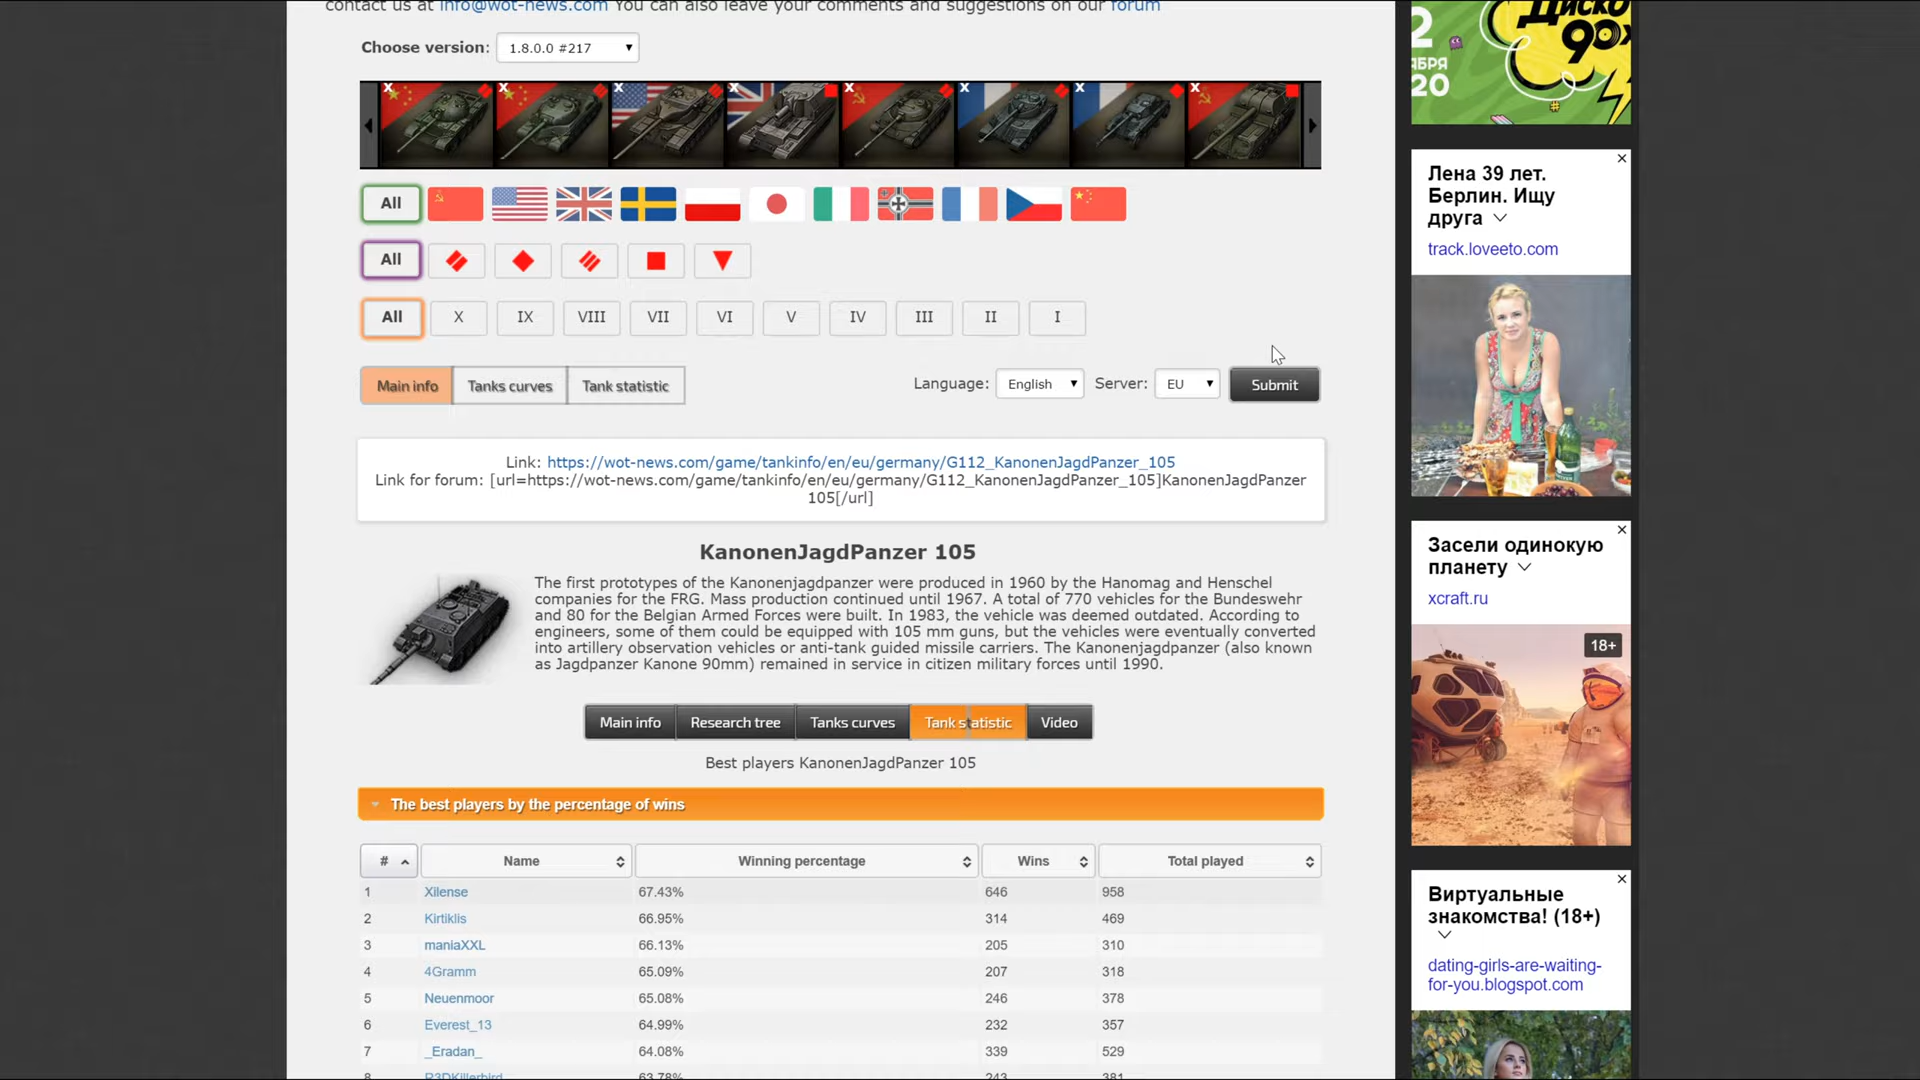 contact us at info@wot-news.com You can also leave your comments and suggestions on our forum
Choose version: 1.8.0.0 #217
x x x x x x x x
All
All
All X IX VIII VII VI V IV III II I
Main info Tanks curves Tank statistic
Language: English Server: EU Submit
Link: https://wot-news.com/game/tankinfo/en/eu/germany/G112_KanonenJagdPanzer_105
Link for forum: [url=https://wot-news.com/game/tankinfo/en/eu/germany/G112_KanonenJagdPanzer_105]KanonenJagdPanzer
105[/url]
KanonenJagdPanzer 105
The first prototypes of the Kanonenjagdpanzer were produced in 1960 by the Hanomag and Henschel
companies for the FRG. Mass production continued until 1967. A total of 770 vehicles for the Bundeswehr
and 80 for the Belgian Armed Forces were built. In 1983, the vehicle was deemed outdated. According to
engineers, some of them could be equipped with 105 mm guns, but the vehicles were eventually converted
into artillery observation vehicles or anti-tank guided missile carriers. The Kanonenjagdpanzer (also known
as Jagdpanzer Kanone 90mm) remained in service in citizen military forces until 1990.
Main info Research tree Tanks curves Tank statistic Video
Best players KanonenJagdPanzer 105
The best players by the percentage of wins
# Name Winning percentage Wins Total played
1 Xilense 67.43% 646 958
2 Kirtiklis 66.95% 314 469
3 maniaXXL 66.13% 205 310
4 4Gramm 65.09% 207 318
5 Neuenmoor 65.08% 246 378
6 Everest_13 64.99% 232 357
7 _Eradan_ 64.08% 339 529
8 R3DKillerbird 63.78% 243 381
Диско
90х
2
20
Лена 39 лет.
Берлин. Ищу
друга
track.loveeto.com
Засели одинокую
планету
xcraft.ru
18+
Виртуальные
знакомства! (18+)
dating-girls-are-waiting-
for-you.blogspot.com